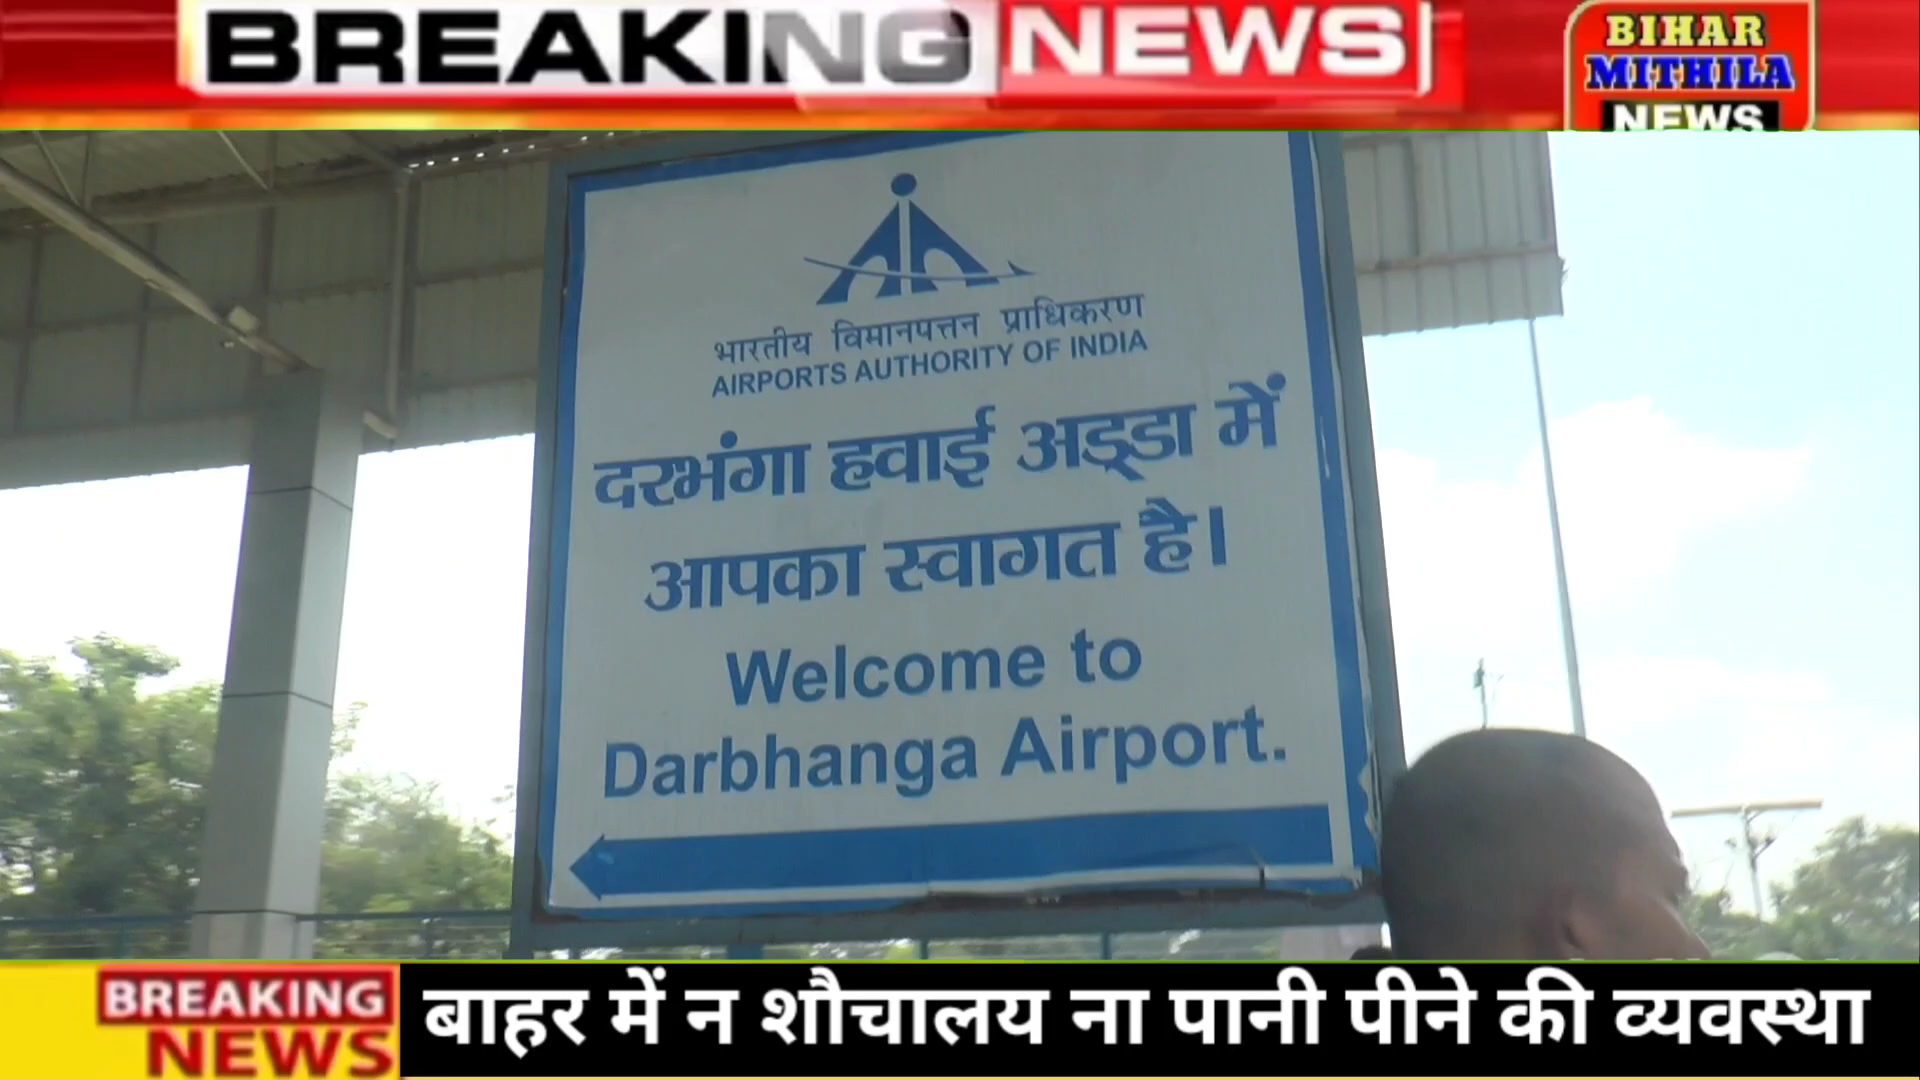 BREAKING NEWS
BIHAR
MITHILA
NEWS
भारतीय विमानपत्तन प्राधिकरण
AIRPORTS AUTHORITY OF INDIA
दरभंगा हवाई अड्डा में
आपका स्वागत है।
Welcome to
Darbhanga Airport.
BREAKING
NEWS
बाहर में न शौचालय ना पानी पीने की व्यवस्था